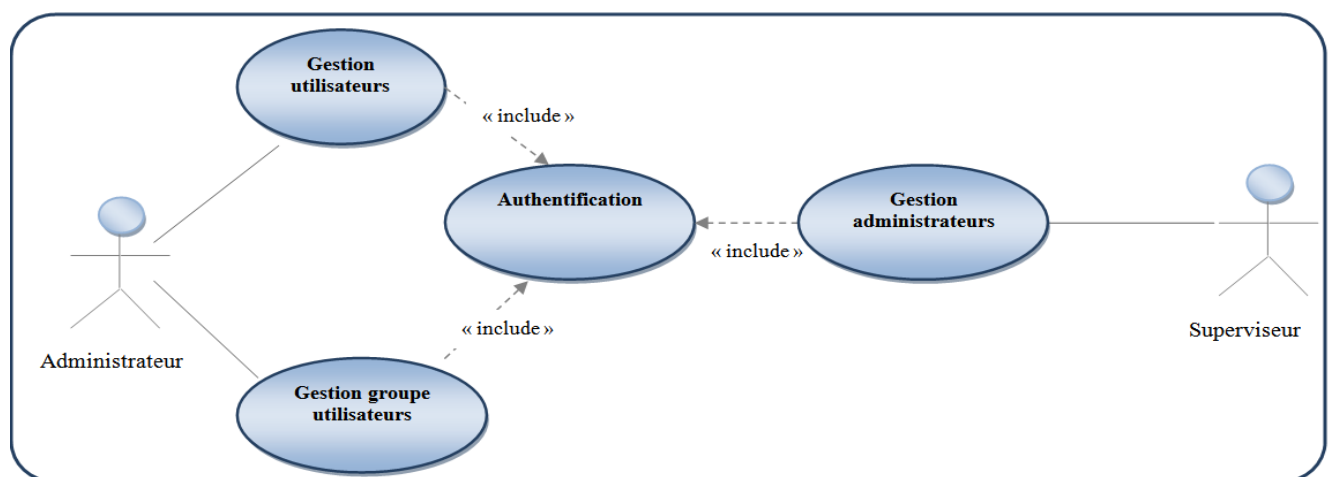 Gestion
utilisateurs
« include »
Authentification
Gestion
administrateurs
« include »
« include »
Superviseur
Administrateur
Gestion groupe
utilisateurs